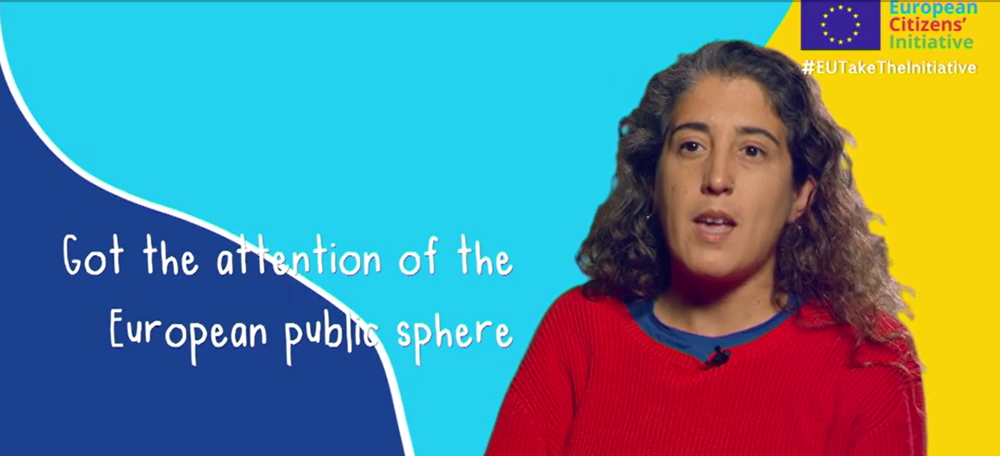 European
Citizens'
Initiative
#EUTakeTheInitiative
Got the attention of the
European public sphere